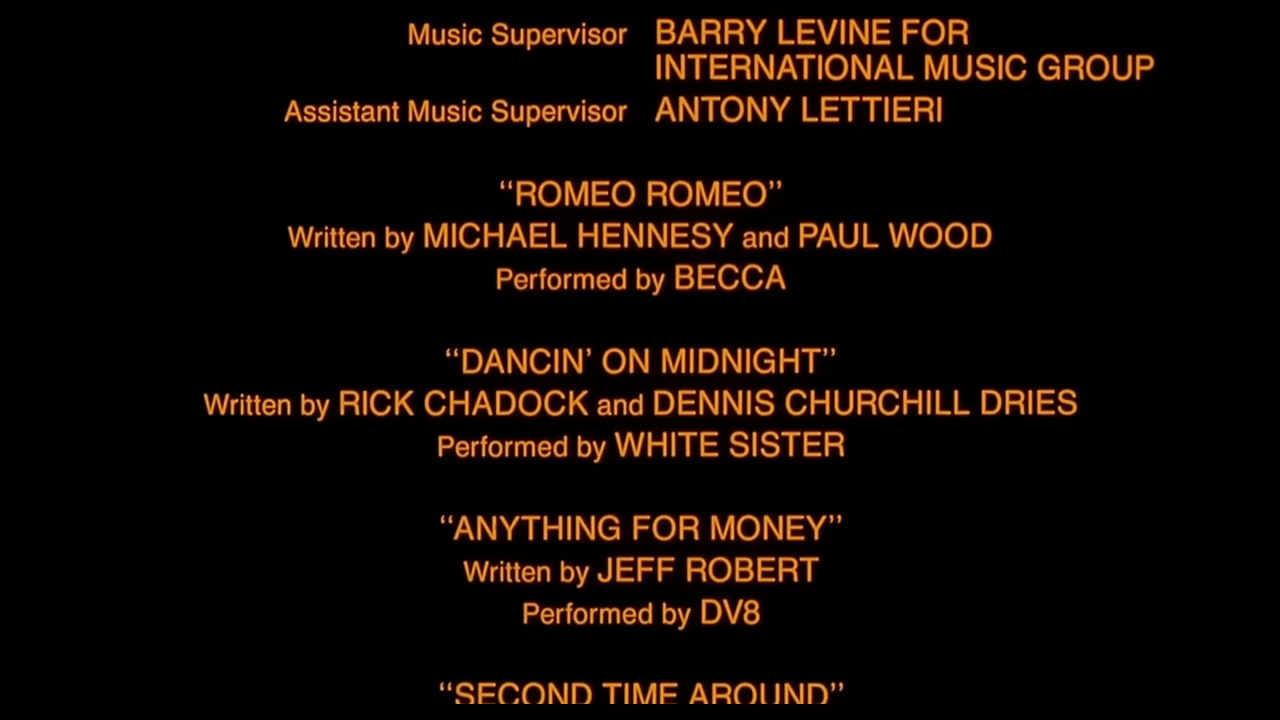 Music Supervisor BARRY LEVINE FOR
INTERNATIONAL MUSIC GROUP
Assistant Music Supervisor ANTONY LETTIERI
‘‘ROMEO ROMEO’’
Written by MICHAEL HENNESY and PAUL WOOD
Performed by BECCA
‘‘DANCIN’ ON MIDNIGHT’’
Written by RICK CHADOCK and DENNIS CHURCHILL DRIES
Performed by WHITE SISTER
‘‘ANYTHING FOR MONEY’’
Written by JEFF ROBERT
Performed by DV8
‘‘SECOND TIME AROUND’’